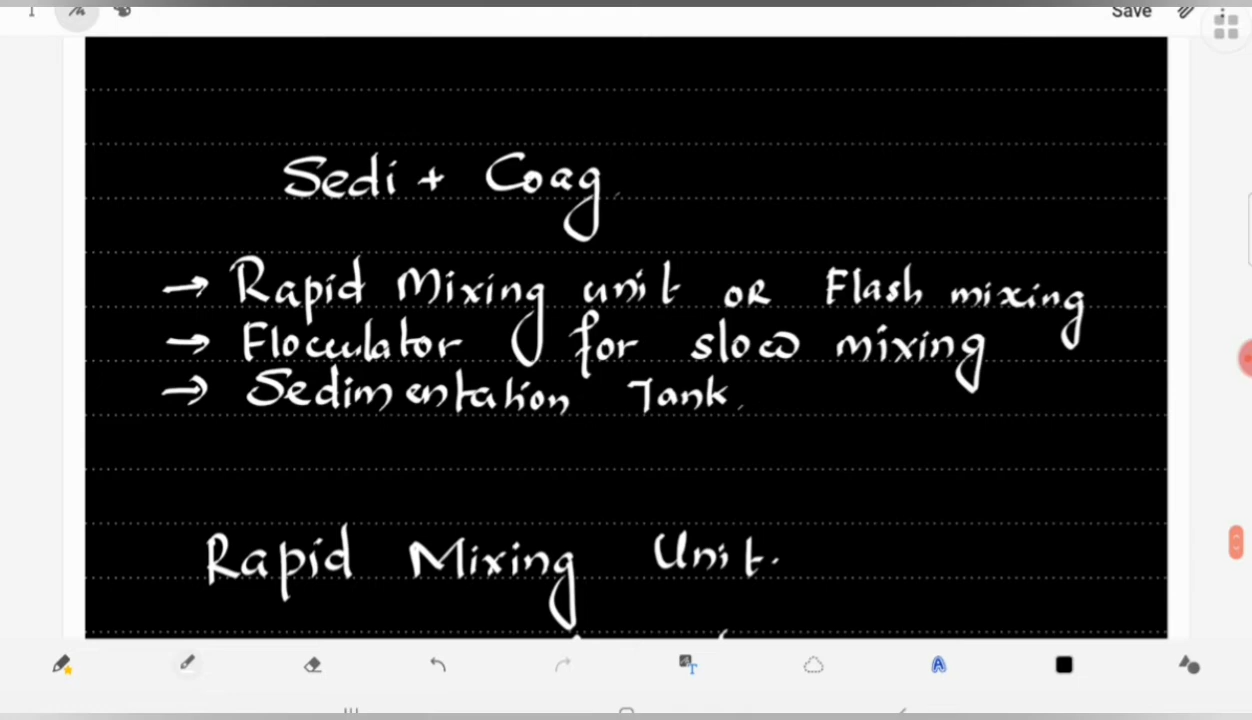 Save
Sedi + Coag
→ Rapid Mixing unit OR Flash mixing
→ Flocculator for slow mixing
→ Sedimentation Tank.
Rapid Mixing Unit.